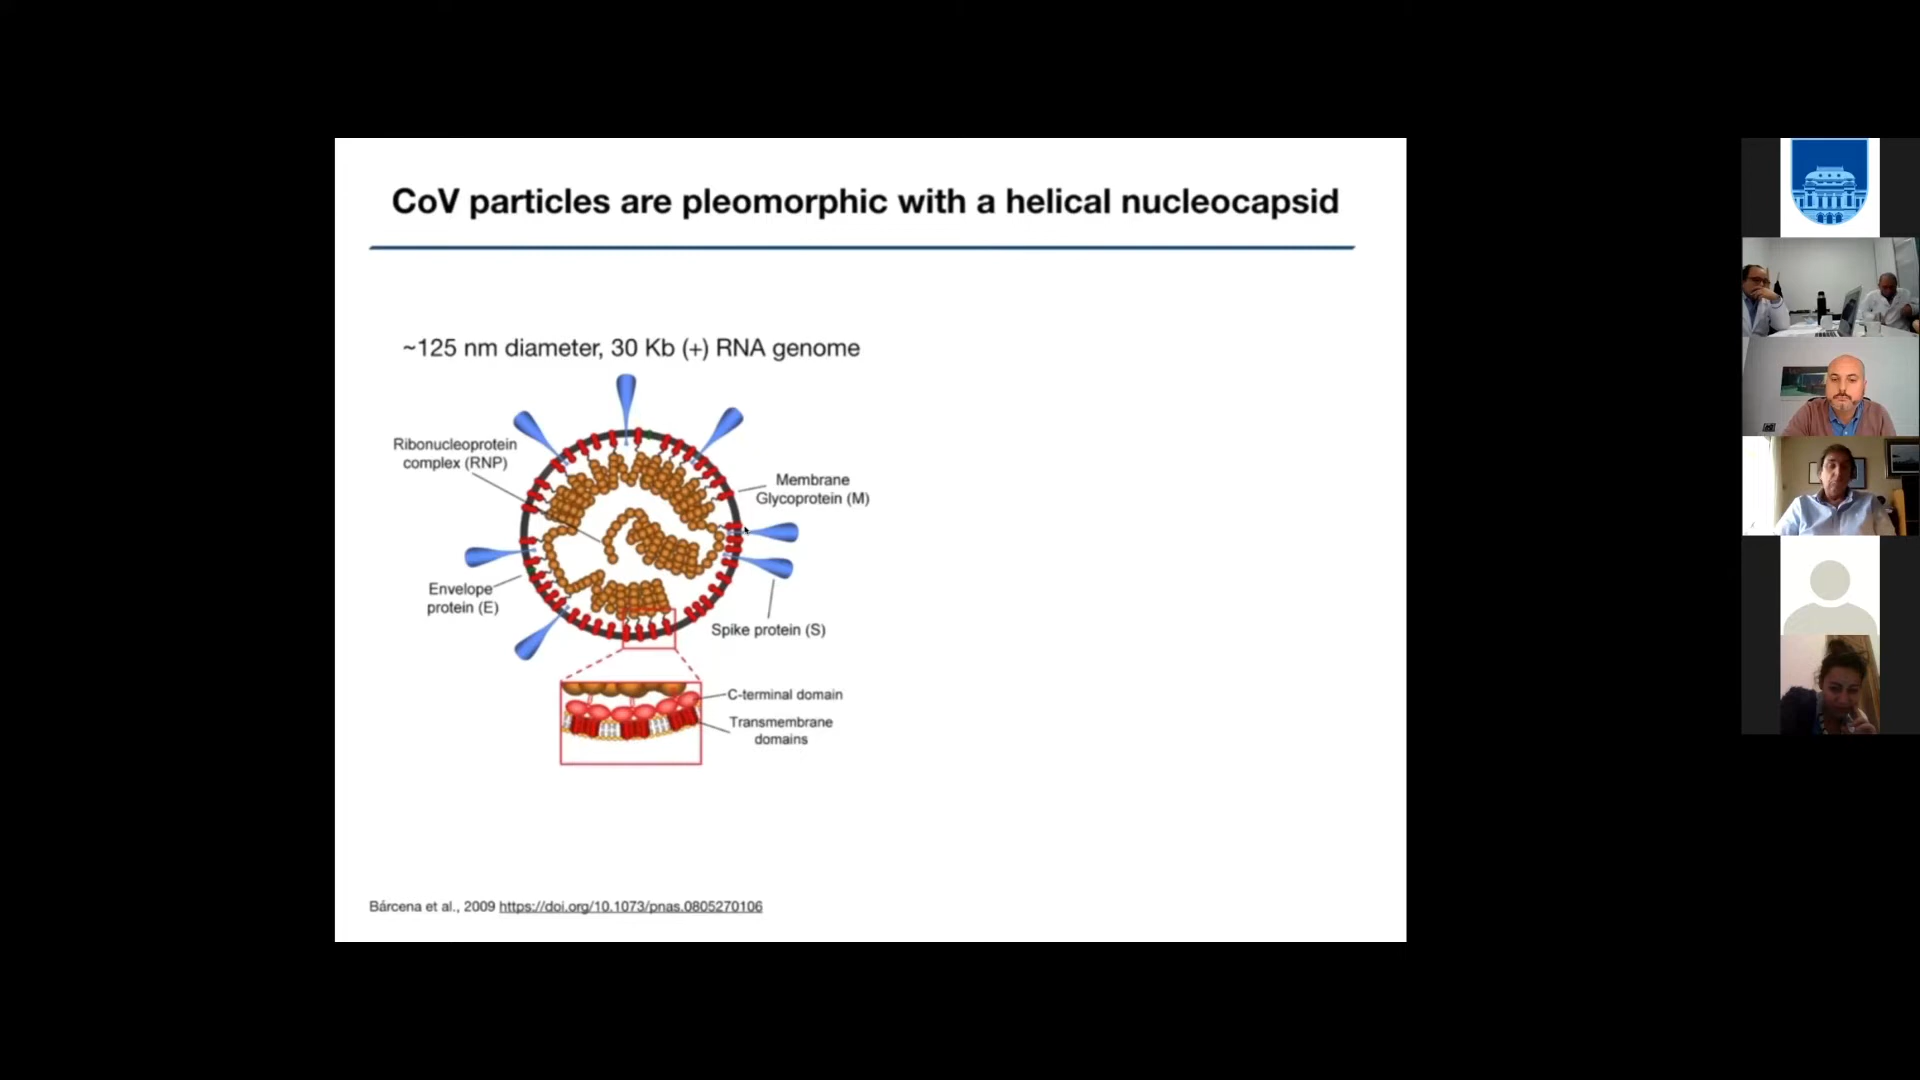 CoV particles are pleomorphic with a helical nucleocapsid
~125 nm diameter, 30 Kb (+) RNA genome
Ribonucleoprotein
complex (RNP)
Membrane
Glycoprotein (M)
Envelope
protein (E)
Spike protein (S)
C-terminal domain
Transmembrane
domains
Bárcena et al., 2009 https://doi.org/10.1073/pnas.0805270106